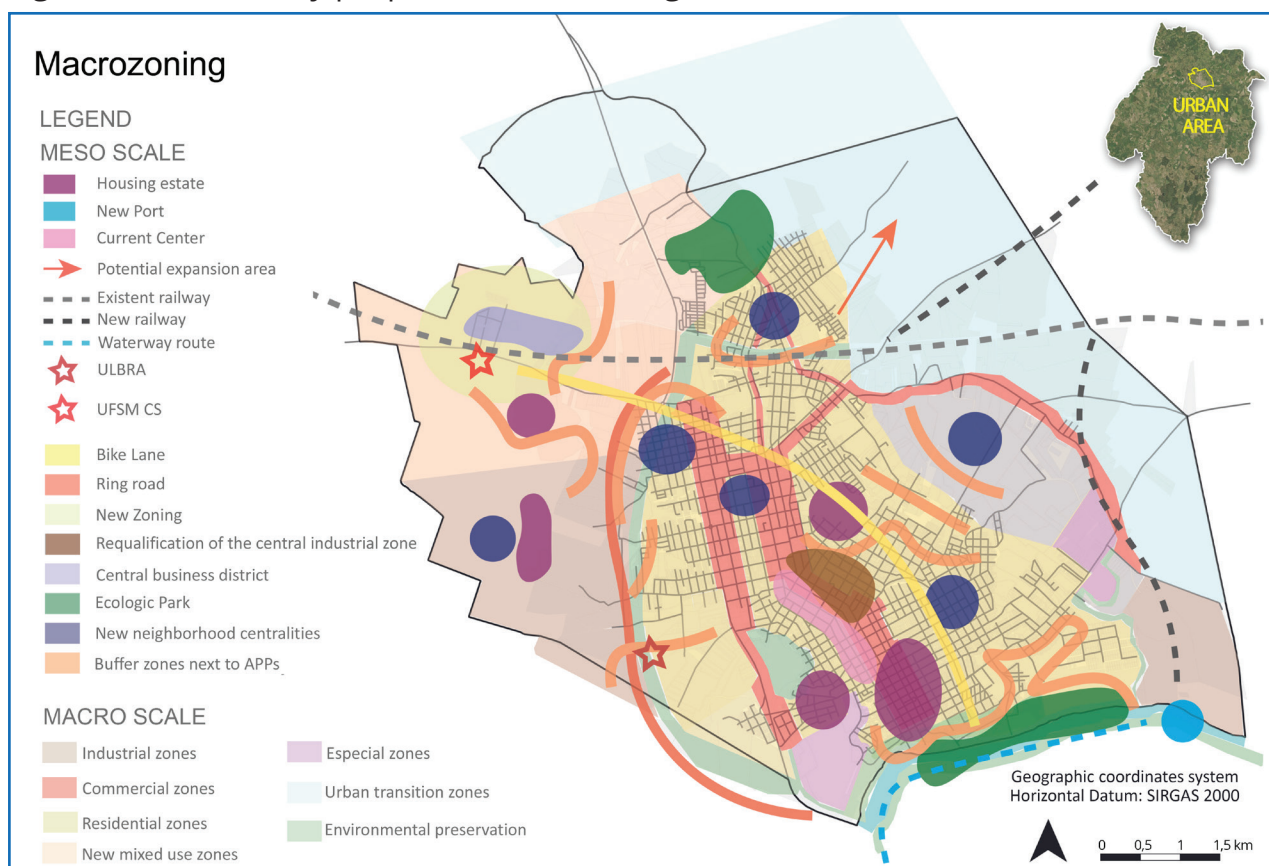 Macrozoning
LEGEND
MESO SCALE
Housing estate
New Port
Current Center
Potential expansion area
Existent railway
New railway
Waterway route
ULBRA
UFSM CS
Bike Lane
Ring road
New Zoning
Requalification of the central industrial zone
Central business district
Ecologic Park
New neighborhood centralities
Buffer zones next to APPs
MACRO SCALE
Industrial zones
Commercial zones
Residential zones
New mixed use zones
Especial zones
Urban transition zones
Environmental preservation
URBAN
AREA
Geographic coordinates system
Horizontal Datum: SIRGAS 2000
0 0,5 1 1,5 km